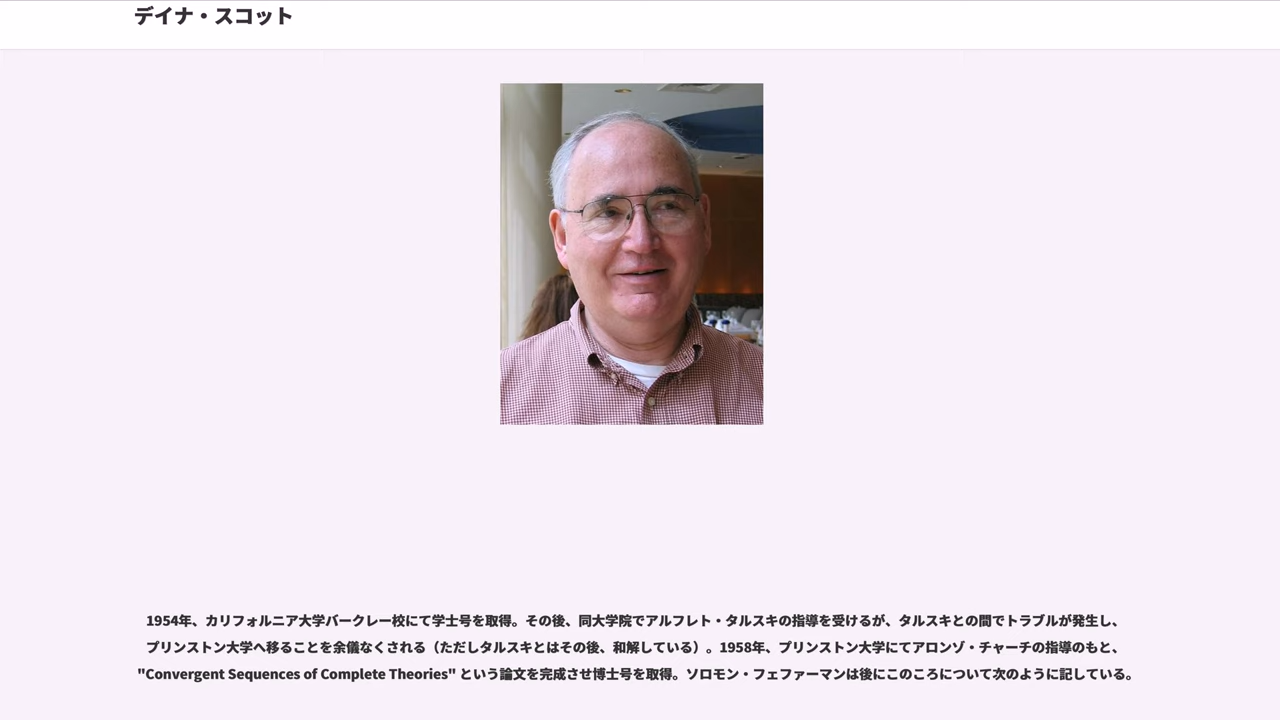 デイナ・スコット
1954年、カリフォルニア大学バークレー校にて学士号を取得。その後、同大学院でアルフレト・タルスキの指導を受けるが、タルスキとの間でトラブルが発生し、
プリンストン大学へ移ることを余儀なくされる（ただしタルスキとはその後、和解している）。1958年、プリンストン大学にてアロンゾ・チャーチの指導のもと、
"Convergent Sequences of Complete Theories" という論文を完成させ博士号を取得。ソロモン・フェファーマンは後にこのころについて次のように記している。